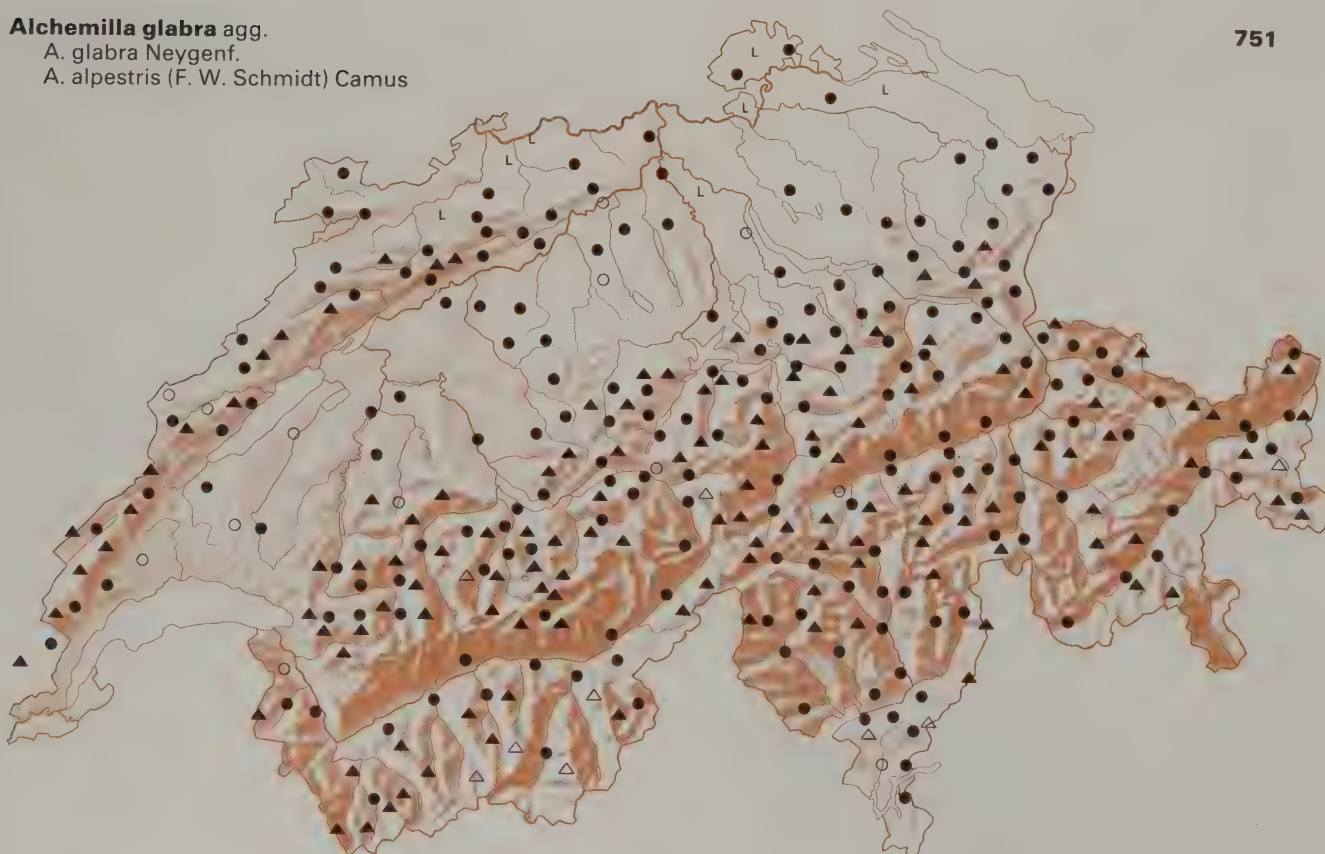 Alchemilla glabra agg.
A. glabra Neygenf.
A. alpestris (F. W. Schmidt) Camus
751
L
L
L
L
L
L
L